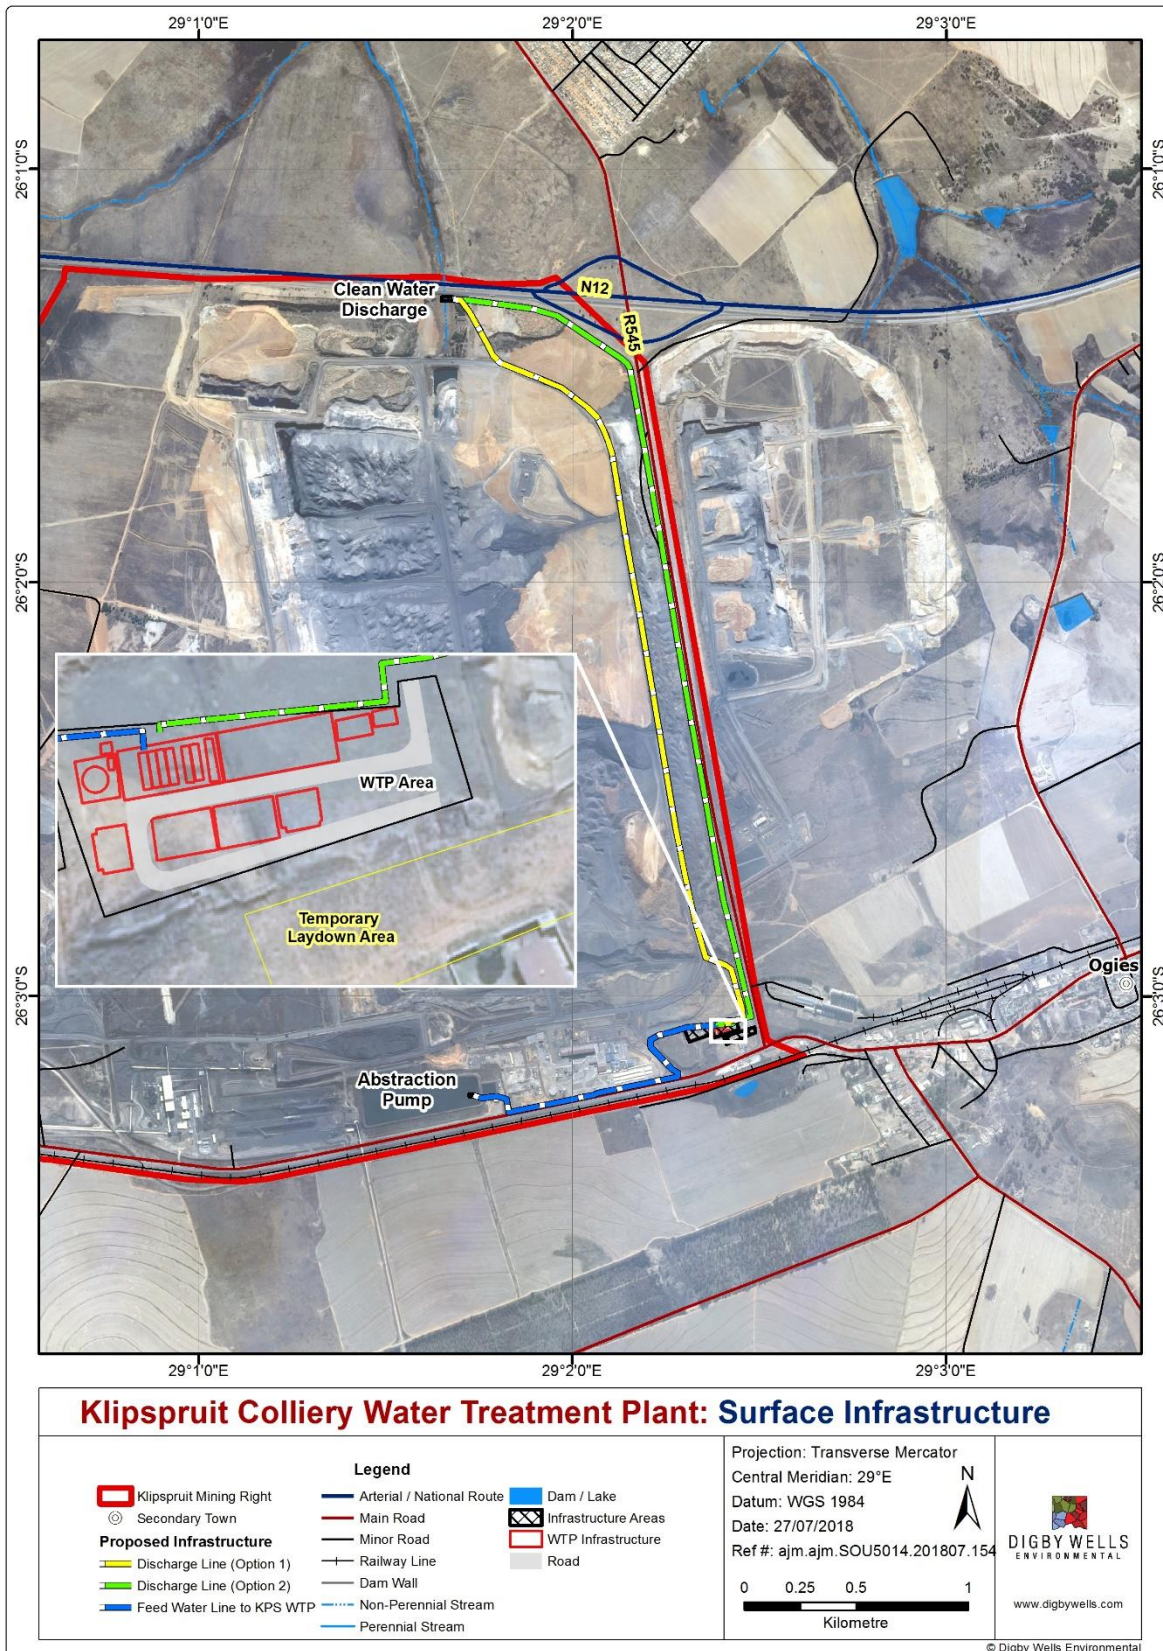 29°1'0"E
29°2'0"E
29°3'0"E
26°1'0"S
26°1'0"S
Clean Water
Discharge
N12
R545
26°2'0"S
26°2'0"S
WTP Area
Temporary
Laydown Area
Ogies
26°3'0"S
26°3'0"S
Abstraction
Pump
29°1'0"E
29°2'0"E
29°3'0"E
Klipspruit Colliery Water Treatment Plant: Surface Infrastructure
Legend
Klipspruit Mining Right
Secondary Town
Proposed Infrastructure
Discharge Line (Option 1)
Discharge Line (Option 2)
Feed Water Line to KPS WTP
Arterial / National Route
Main Road
Minor Road
Railway Line
Dam Wall
Non-Perennial Stream
Perennial Stream
Dam / Lake
Infrastructure Areas
WTP Infrastructure
Road
Projection: Transverse Mercator
Central Meridian: 29°E
Datum: WGS 1984
Date: 27/07/2018
Ref #: ajm.ajm.SOU5014.201807.154
N
0 0.25 0.5 1
Kilometre
DIGBY WELLS
ENVIRONMENTAL
www.digbywells.com
© Digby Wells Environmental